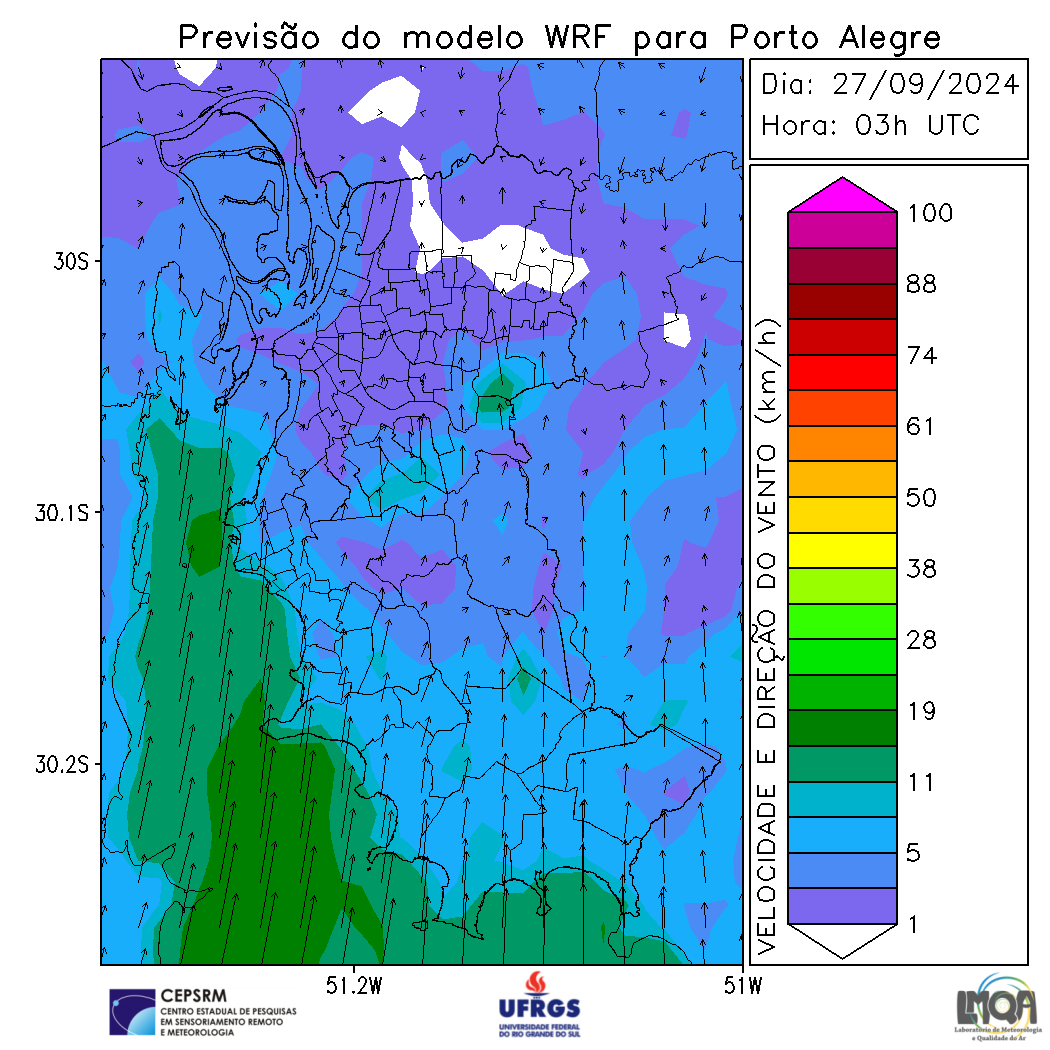 Previsão do modelo WRF para Porto Alegre
Dia: 27/09/2024
Hora: 03h UTC
30S
30.1S
30.2S
51.2W
51W
VELOCIDADE E DIREÇÃO DO VENTO (km/h)
100
88
74
61
50
38
28
19
11
5
1
CEPSRM
CENTRO ESTADUAL DE PESQUISAS
EM SENSORIAMENTO REMOTO
E METEOROLOGIA
UFRGS
UNIVERSIDADE FEDERAL
DO RIO GRANDE DO SUL
LMQA
Laboratório de Meteorologia
e Qualidade do Ar